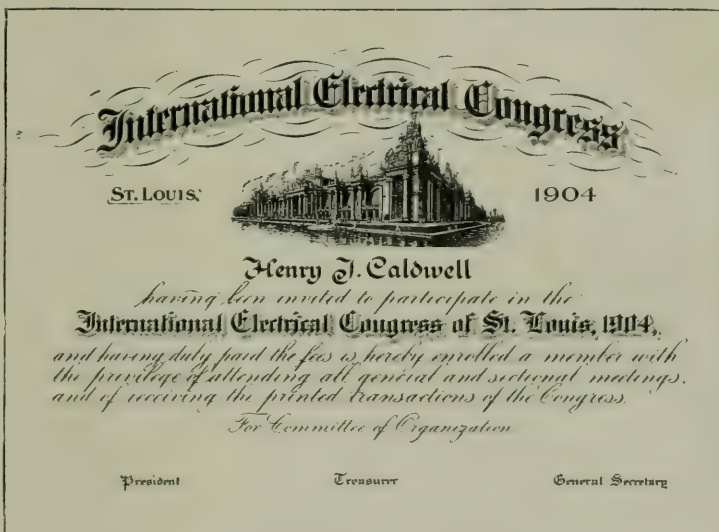 International Electrical Congress
St. Louis, 1904
Henry J. Caldwell
having been invited to participate in the
International Electrical Congress of St. Louis, 1904,
and having duly paid the fees is hereby enrolled a member with
the privilege of attending all general and sectional meetings,
and of receiving the printed transactions of the Congress.
For Committee of Organization
President Treasurer General Secretary